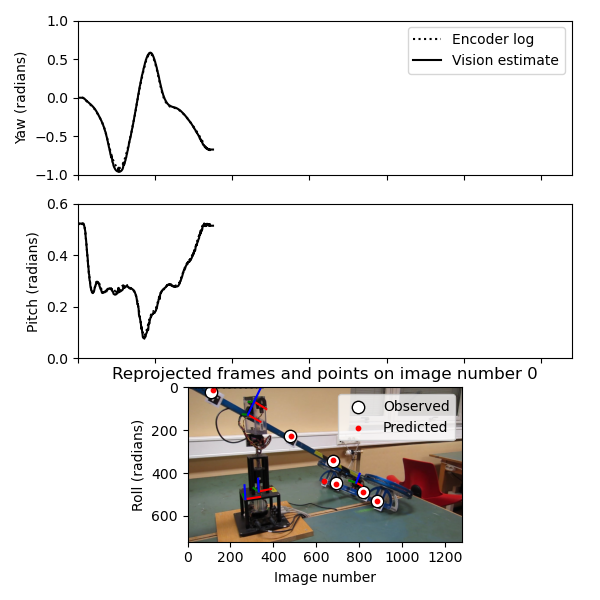 1.0
0.5
0.0
−0.5
−1.0
Yaw (radians)
Encoder log
Vision estimate
0.6
0.4
0.2
0.0
Pitch (radians)
Reprojected frames and points on image number 0
0
200
400
600
Roll (radians)
Observed
Predicted
0 200 400 600 800 1000 1200
Image number